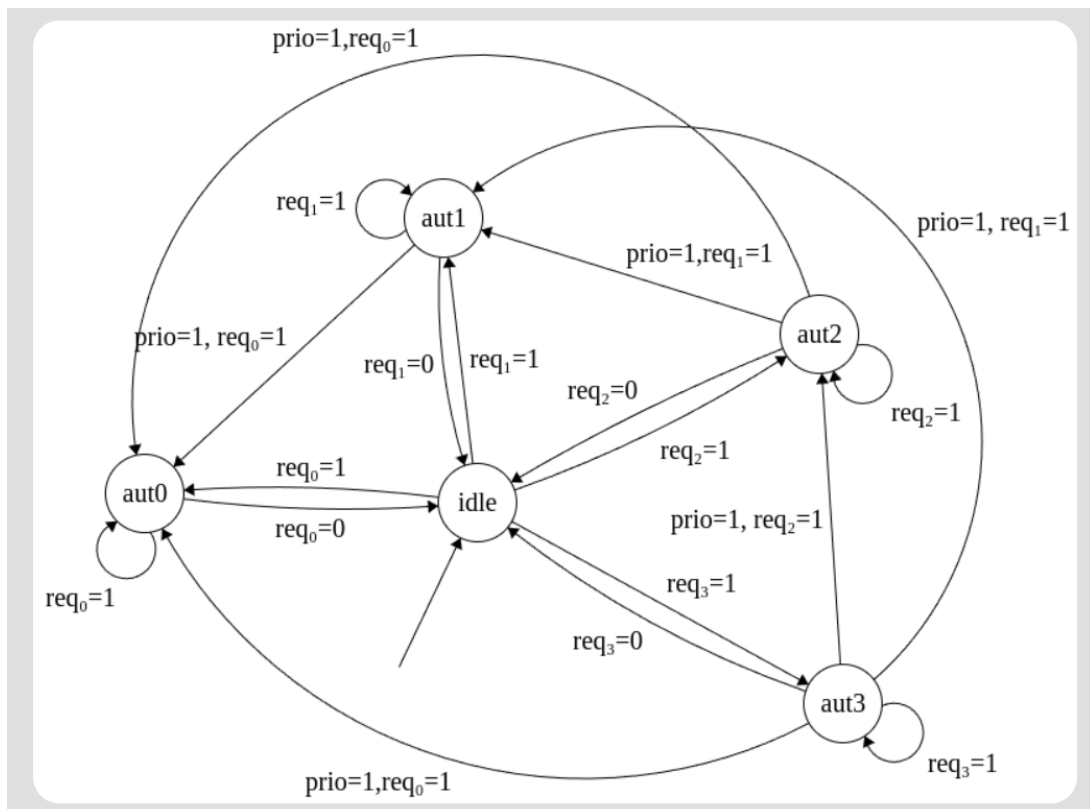 prio=1,req₀=1
req₁=1
aut1
prio=1, req₁=1
prio=1,req₁=1
aut2
prio=1, req₀=1
req₁=0
req₁=1
req₂=0
req₂=1
req₂=1
req₀=1
aut0
idle
req₀=0
prio=1, req₂=1
req₃=1
req₀=1
req₃=0
aut3
prio=1,req₀=1
req₃=1